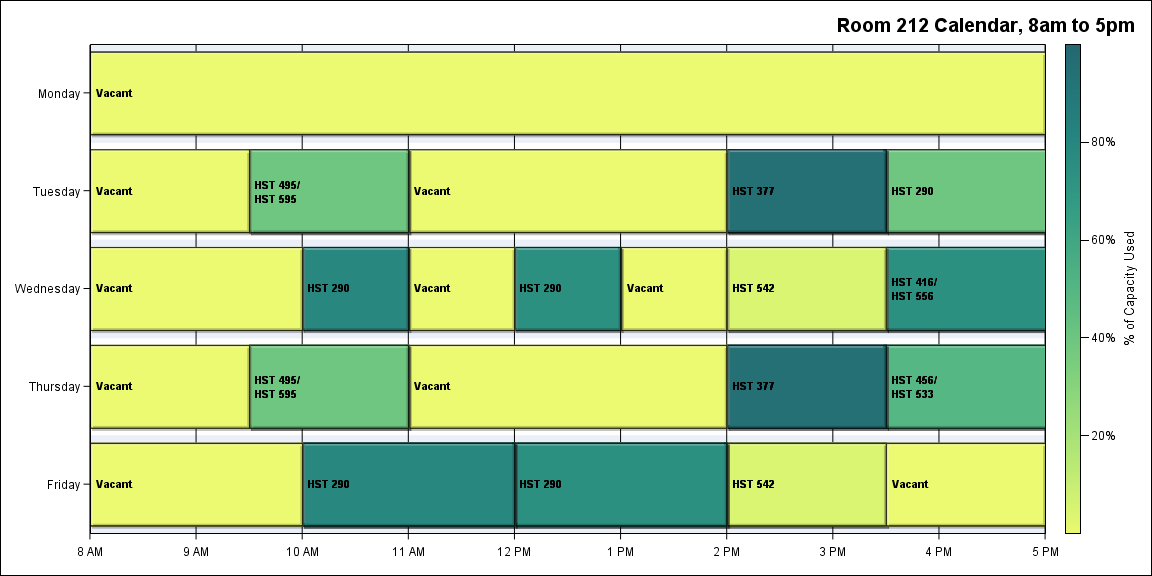 Room 212 Calendar, 8am to 5pm
Monday
Vacant
Tuesday
Vacant
HST 495/
HST 595
Vacant
HST 377
HST 290
Wednesday
Vacant
HST 290
Vacant
HST 290
Vacant
HST 542
HST 416/
HST 556
Thursday
Vacant
HST 495/
HST 595
Vacant
HST 377
HST 456/
HST 533
Friday
Vacant
HST 290
HST 290
HST 542
Vacant
8 AM
9 AM
10 AM
11 AM
12 PM
1 PM
2 PM
3 PM
4 PM
5 PM
80%
60%
40%
20%
% of Capacity Used